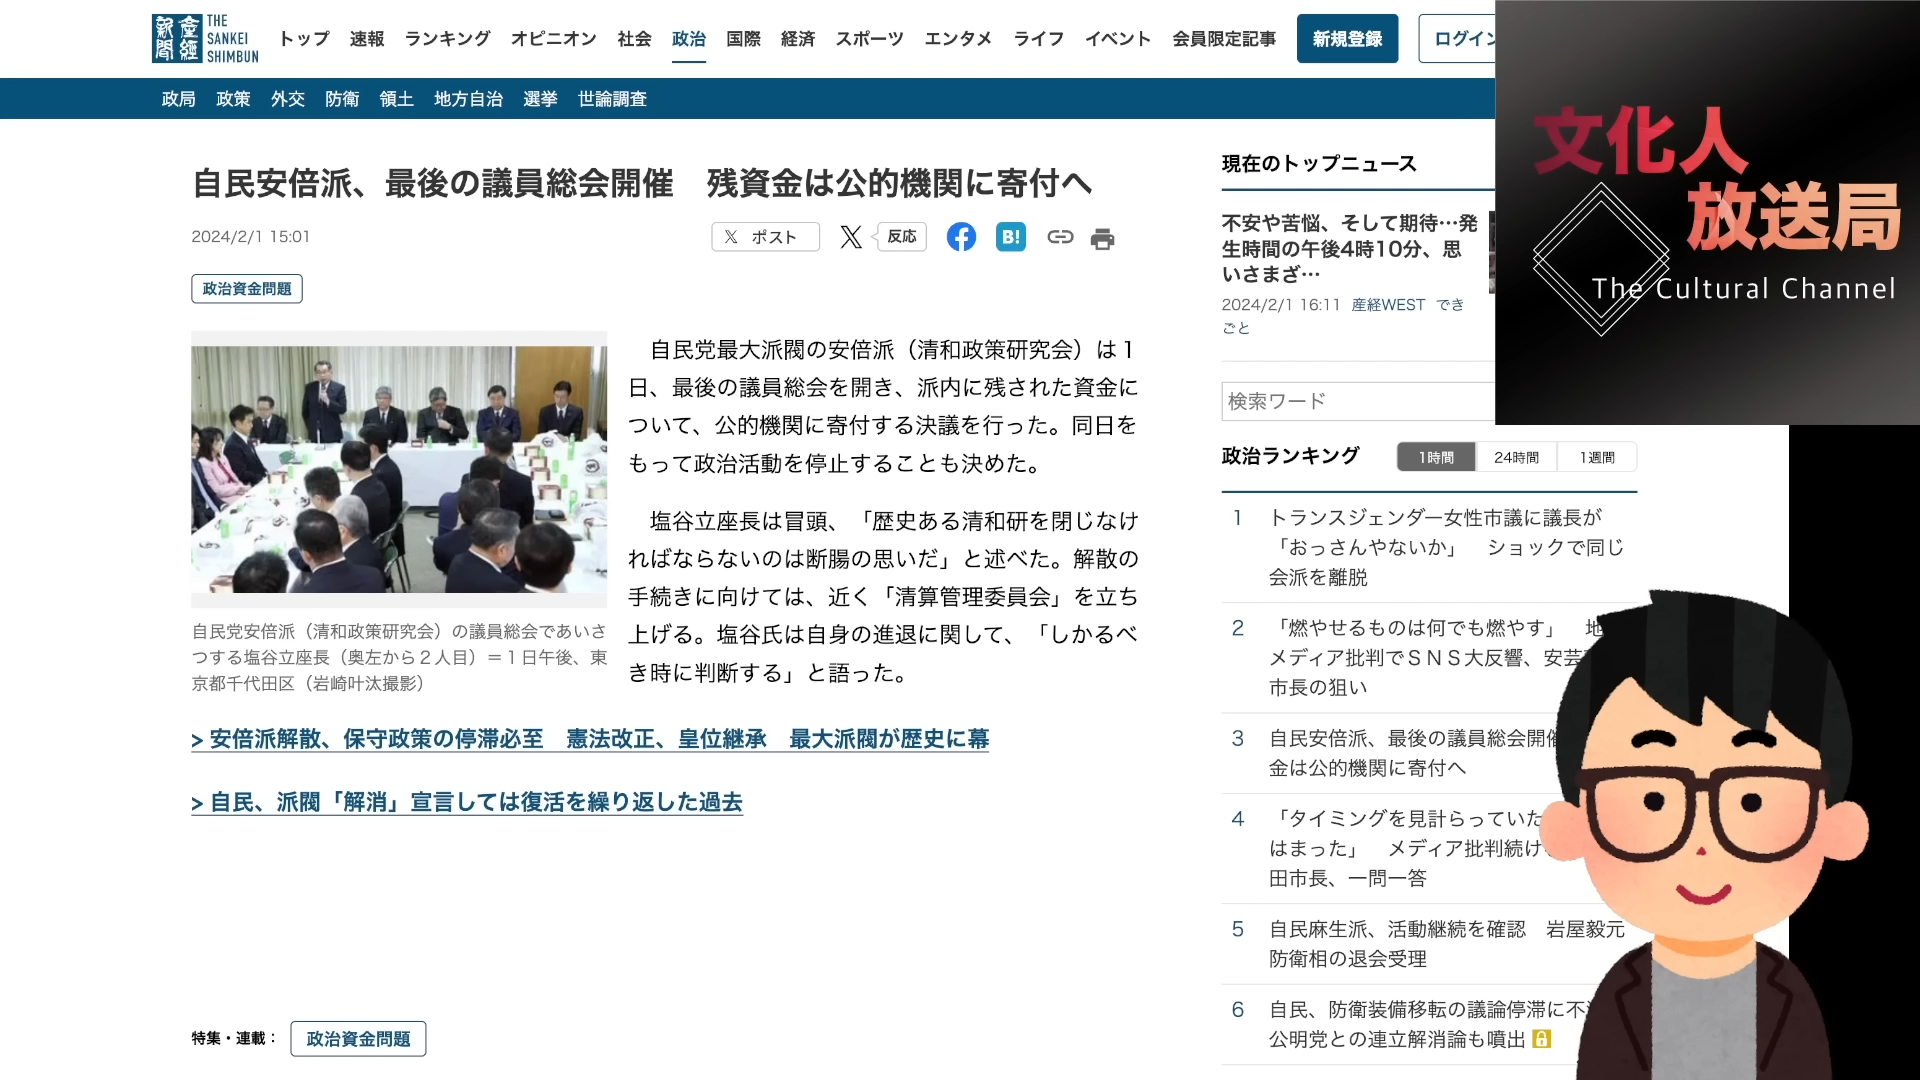 産經新聞
THE SANKEI SHIMBUN
トップ 速報 ランキング オピニオン 社会 政治 国際 経済 スポーツ エンタメ ライフ イベント 会員限定記事 新規登録 ログイン
政局 政策 外交 防衛 領土 地方自治 選挙 世論調査
自民安倍派、最後の議員総会開催　残資金は公的機関に寄付へ
2024/2/1 15:01
ポスト 反応 B!
政治資金問題
自民党最大派閥の安倍派（清和政策研究会）は１
日、最後の議員総会を開き、派内に残された資金に
ついて、公的機関に寄付する決議を行った。同日を
もって政治活動を停止することも決めた。
塩谷立座長は冒頭、「歴史ある清和研を閉じなけ
ればならないのは断腸の思いだ」と述べた。解散の
手続きに向けては、近く「清算管理委員会」を立ち
上げる。塩谷氏は自身の進退に関して、「しかるべ
き時に判断する」と語った。
自民党安倍派（清和政策研究会）の議員総会であいさ
つする塩谷立座長（奥左から２人目）＝１日午後、東
京都千代田区（岩崎叶汰撮影）
> 安倍派解散、保守政策の停滞必至　憲法改正、皇位継承　最大派閥が歴史に幕
> 自民、派閥「解消」宣言しては復活を繰り返した過去
特集・連載： 政治資金問題
現在のトップニュース
不安や苦悩、そして期待…発
生時間の午後4時10分、思
いさまざ…
2024/2/1 16:11 産経WEST でき
ごと
検索ワード
政治ランキング 1時間 24時間 1週間
1 トランスジェンダー女性市議に議長が
「おっさんやないか」　ショックで同じ
会派を離脱
2 「燃やせるものは何でも燃やす」　地
メディア批判でＳＮＳ大反響、安芸
市長の狙い
3 自民安倍派、最後の議員総会開催
金は公的機関に寄付へ
4 「タイミングを見計らっていた
はまった」　メディア批判続け
田市長、一問一答
5 自民麻生派、活動継続を確認　岩屋毅元
防衛相の退会受理
6 自民、防衛装備移転の議論停滞に不
公明党との連立解消論も噴出
文化人
放送局
The Cultural Channel